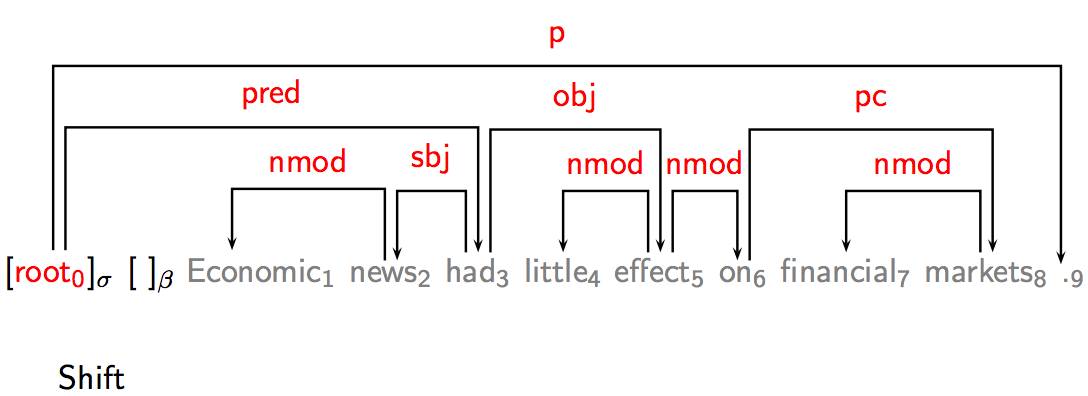 p
pred obj pc
nmod sbj nmod nmod nmod
[root0]σ [ ]β Economic1 news2 had3 little4 effect5 on6 financial7 markets8 .9
Shift